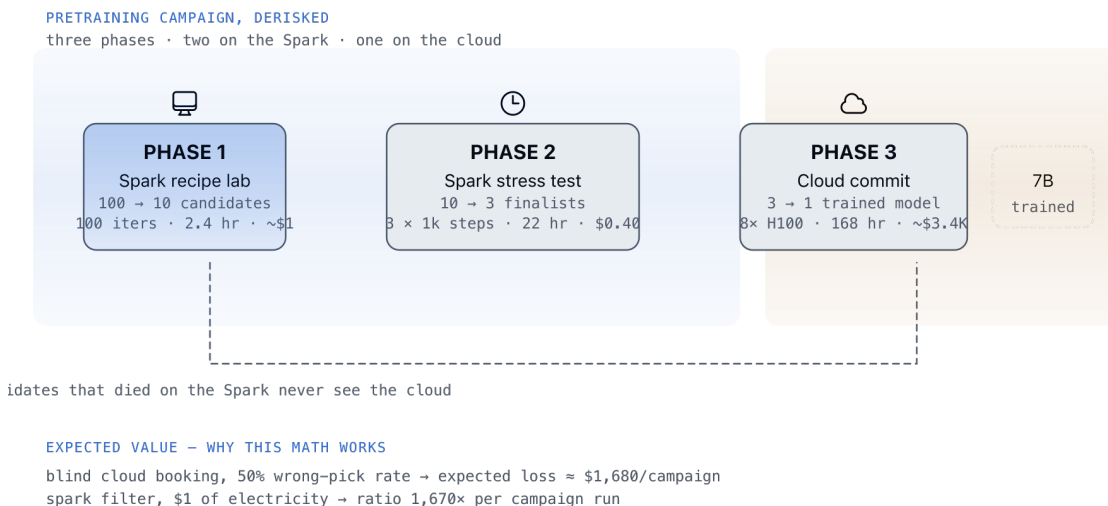 PRETRAINING CAMPAIGN, DERISKED
three phases · two on the Spark · one on the cloud
PHASE 1
Spark recipe lab
100 → 10 candidates
100 iters · 2.4 hr · ~$1
PHASE 2
Spark stress test
10 → 3 finalists
3 × 1k steps · 22 hr · $0.40
PHASE 3
Cloud commit
3 → 1 trained model
8× H100 · 168 hr · ~$3.4K
7B
trained
idates that died on the Spark never see the cloud
EXPECTED VALUE — WHY THIS MATH WORKS
blind cloud booking, 50% wrong-pick rate → expected loss ≈ $1,680/campaign
spark filter, $1 of electricity → ratio 1,670× per campaign run